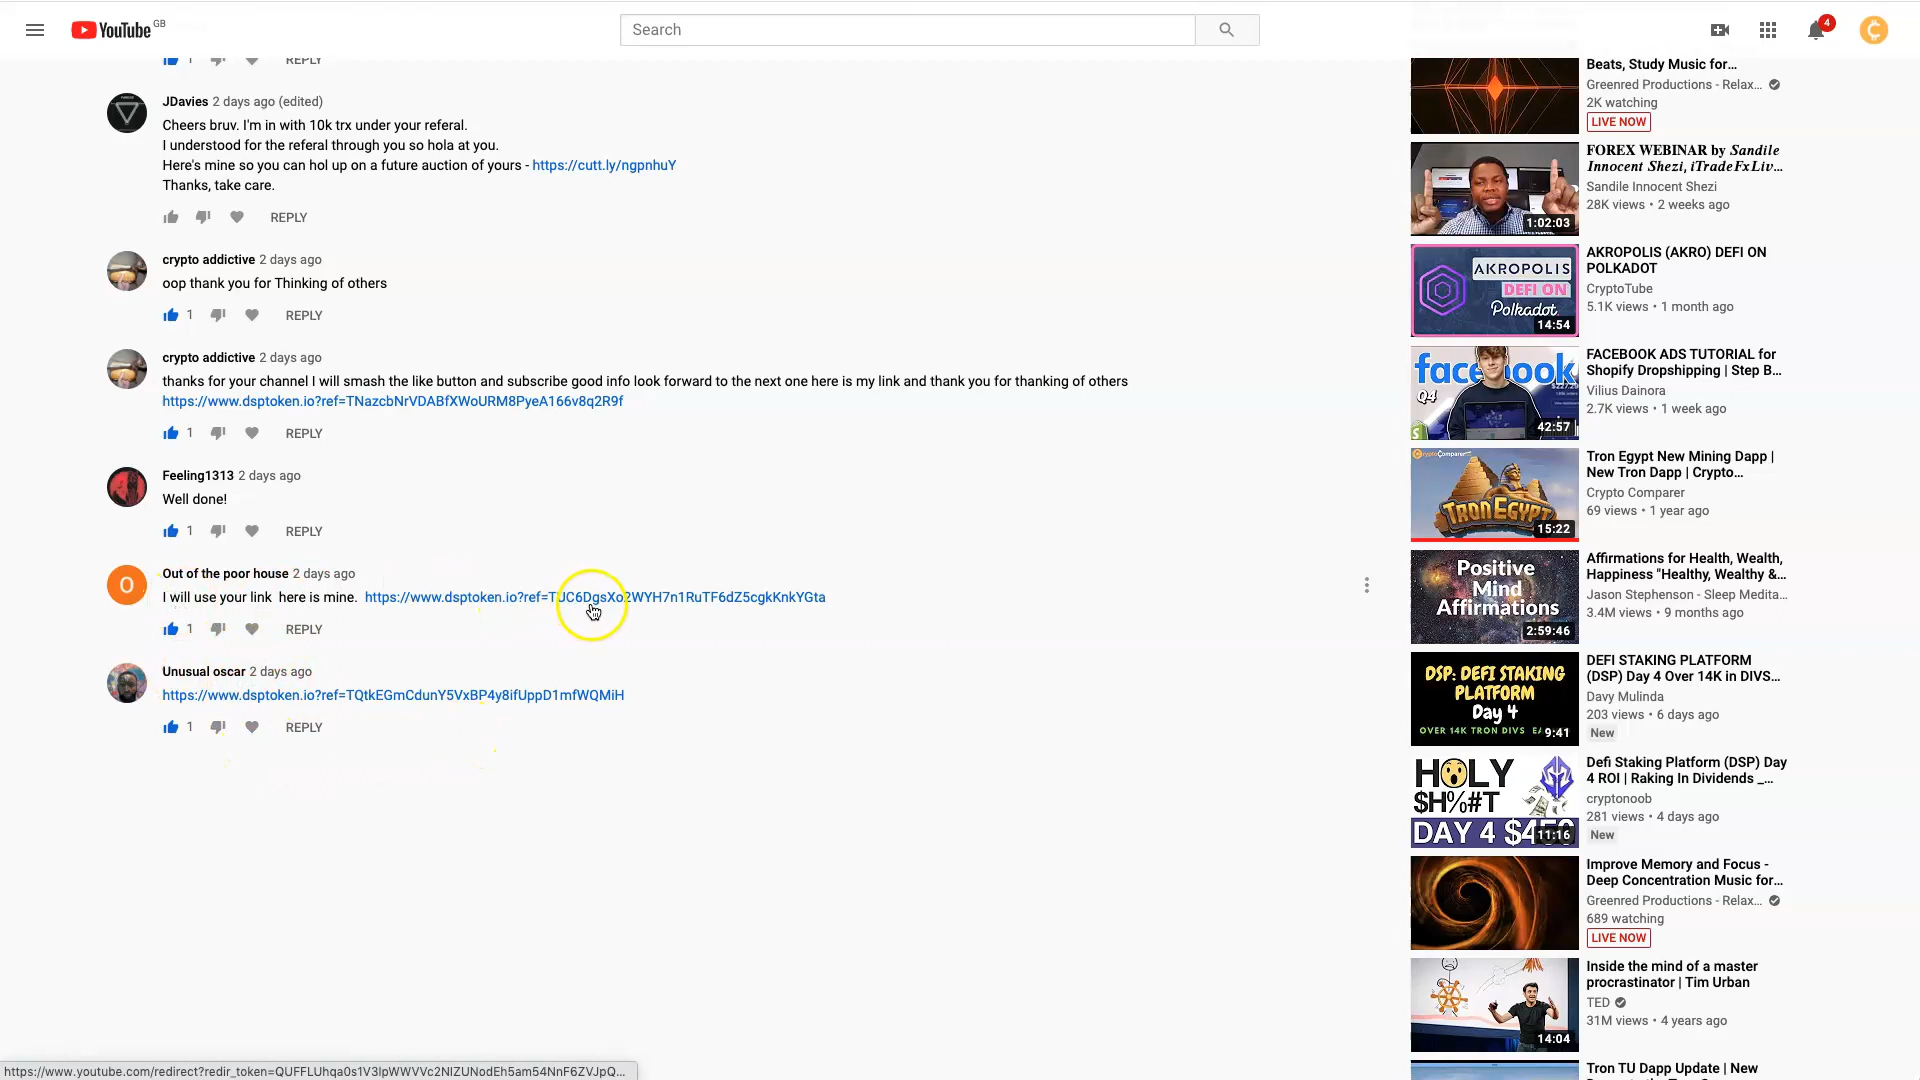 YouTube GB
Search
4
1 REPLY
JDavies 2 days ago (edited)
Cheers bruv. I'm in with 10k trx under your referal.
I understood for the referal through you so hola at you.
Here's mine so you can hol up on a future auction of yours - https://cutt.ly/ngpnhuY
Thanks, take care.
REPLY
crypto addictive 2 days ago
oop thank you for Thinking of others
1 REPLY
crypto addictive 2 days ago
thanks for your channel I will smash the like button and subscribe good info look forward to the next one here is my link and thank you for thanking of others
https://www.dsptoken.io?ref=TNazcbNrVDABfXWoURM8PyeA166v8q2R9f
1 REPLY
Feeling1313 2 days ago
Well done!
1 REPLY
O
Out of the poor house 2 days ago
I will use your link here is mine. https://www.dsptoken.io?ref=TUC6DgsXo2WYH7n1RuTF6dZ5cgkKnkYGta
1 REPLY
Unusual oscar 2 days ago
https://www.dsptoken.io?ref=TQtkEGmCdunY5VxBP4y8ifUppD1mfWQMiH
1 REPLY
Beats, Study Music for...
Greenred Productions - Relax...
2K watching
LIVE NOW
1:02:03
FOREX WEBINAR by Sandile
Innocent Shezi, iTradeFxLiv...
Sandile Innocent Shezi
28K views • 2 weeks ago
AKROPOLIS
DEFI ON
Polkadot
14:54
AKROPOLIS (AKRO) DEFI ON
POLKADOT
CryptoTube
5.1K views • 1 month ago
facebook
Q4
42:57
FACEBOOK ADS TUTORIAL for
Shopify Dropshipping | Step B...
Vilius Dainora
2.7K views • 1 week ago
CryptoComparer
TRON EGYPT
15:22
Tron Egypt New Mining Dapp |
New Tron Dapp | Crypto...
Crypto Comparer
69 views • 1 year ago
Positive
Mind
Affirmations
2:59:46
Affirmations for Health, Wealth,
Happiness "Healthy, Wealthy &...
Jason Stephenson - Sleep Medita...
3.4M views • 9 months ago
DSP: DEFI STAKING
PLATFORM
Day 4
OVER 14K TRON DIVS
9:41
DEFI STAKING PLATFORM
(DSP) Day 4 Over 14K in DIVS...
Davy Mulinda
203 views • 6 days ago
New
HOLY
$H%#T
DAY 4
11:16
Defi Staking Platform (DSP) Day
4 ROI | Raking In Dividends _...
cryptonoob
281 views • 4 days ago
New
Improve Memory and Focus -
Deep Concentration Music for...
Greenred Productions - Relax...
689 watching
LIVE NOW
14:04
Inside the mind of a master
procrastinator | Tim Urban
TED
31M views • 4 years ago
Tron TU Dapp Update | New
https://www.youtube.com/redirect?redir_token=QUFFLUhqa0s1V3lpWWVVc2NIZUNodEh5am54NnF6ZVJpQ...